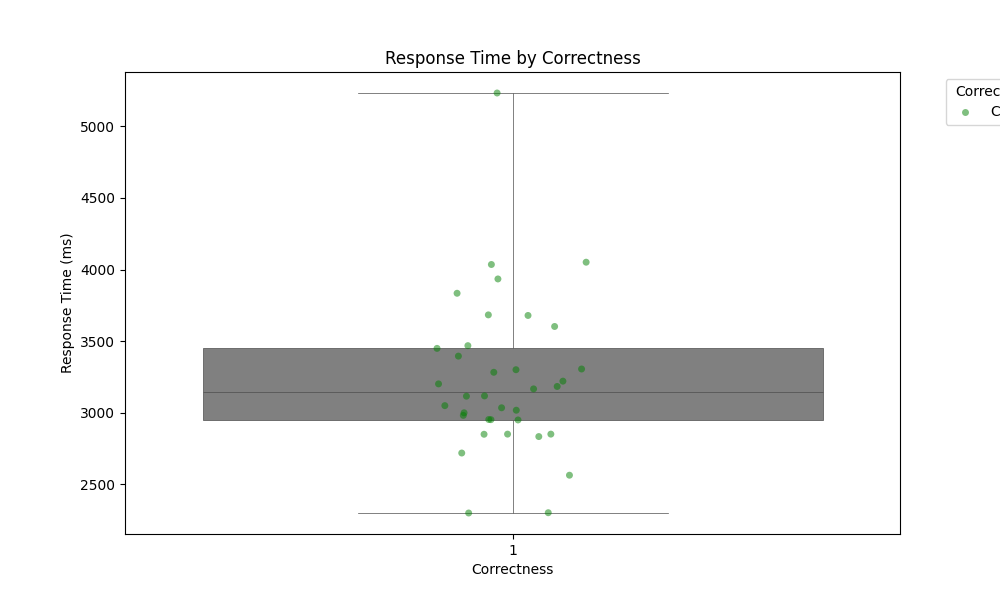 Response Time by Correctness
Response Time (ms)
5000
4500
4000
3500
3000
2500
1
Correctness
Correc
C